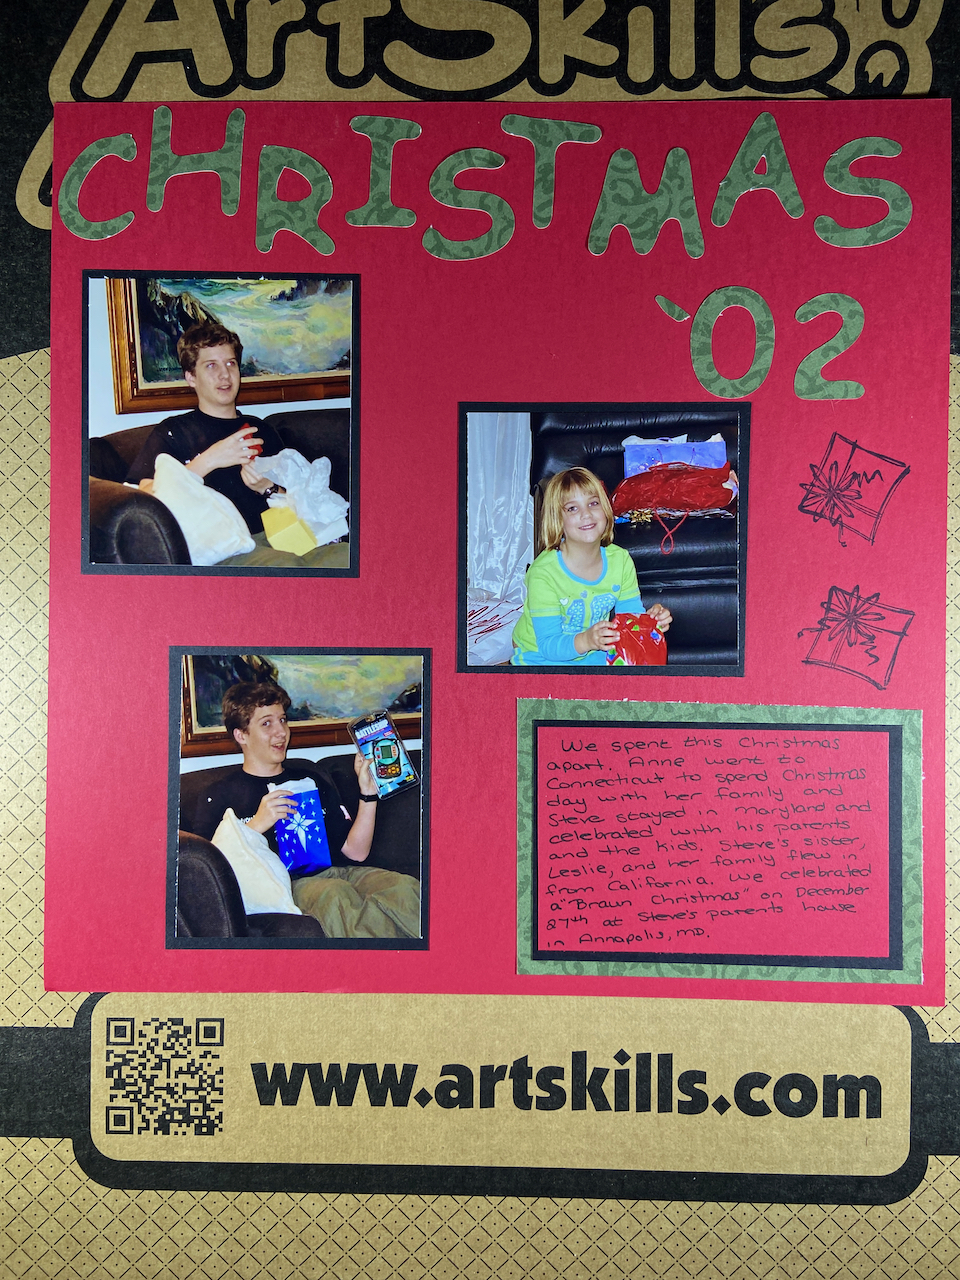 ArtSkills
CHRISTMAS
'02
BATTLESHIP
We spent this Christmas
apart. Anne went to
Connecticut to spend Christmas
day with her family and
Steve stayed in Maryland and
celebrated with his parents
and the kids. Steve's sister,
Leslie, and her family flew in
from California. We celebrated
a "Braun Christmas" on December
27th at Steve's parents house
in Annapolis, MD.
www.artskills.com